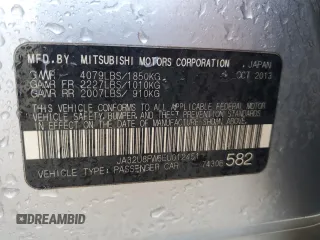 MFD. BY MITSUBISHI MOTORS CORPORATION, JAPAN
GVWR 4079LBS/1850KG OCT 2013
GAWR FR 2227LBS/1010KG
GAWR RR 2007LBS/ 910KG
THIS VEHICLE CONFORMS TO ALL APPLICABLE FEDERAL MOTOR
VEHICLE SAFETY, BUMPER, AND THEFT PREVENTION STANDARDS
IN EFFECT ON THE DATE OF MANUFACTURE SHOWN ABOVE.
582
VEHICLE TYPE: PASSENGER CAR 7430B
DREAMBID DREAMBID